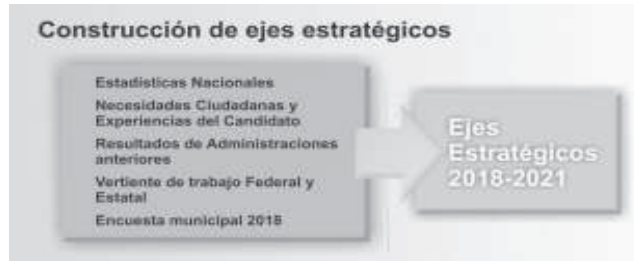 Construcción de ejes estratégicos
Estadísticas Nacionales
Necesidades Ciudadanas y
Experiencias del Candidato
Resultados de Administraciones
anteriores
Vertiente de trabajo Federal y
Estatal
Encuesta municipal 2018
Ejes
Estratégicos
2018-2021